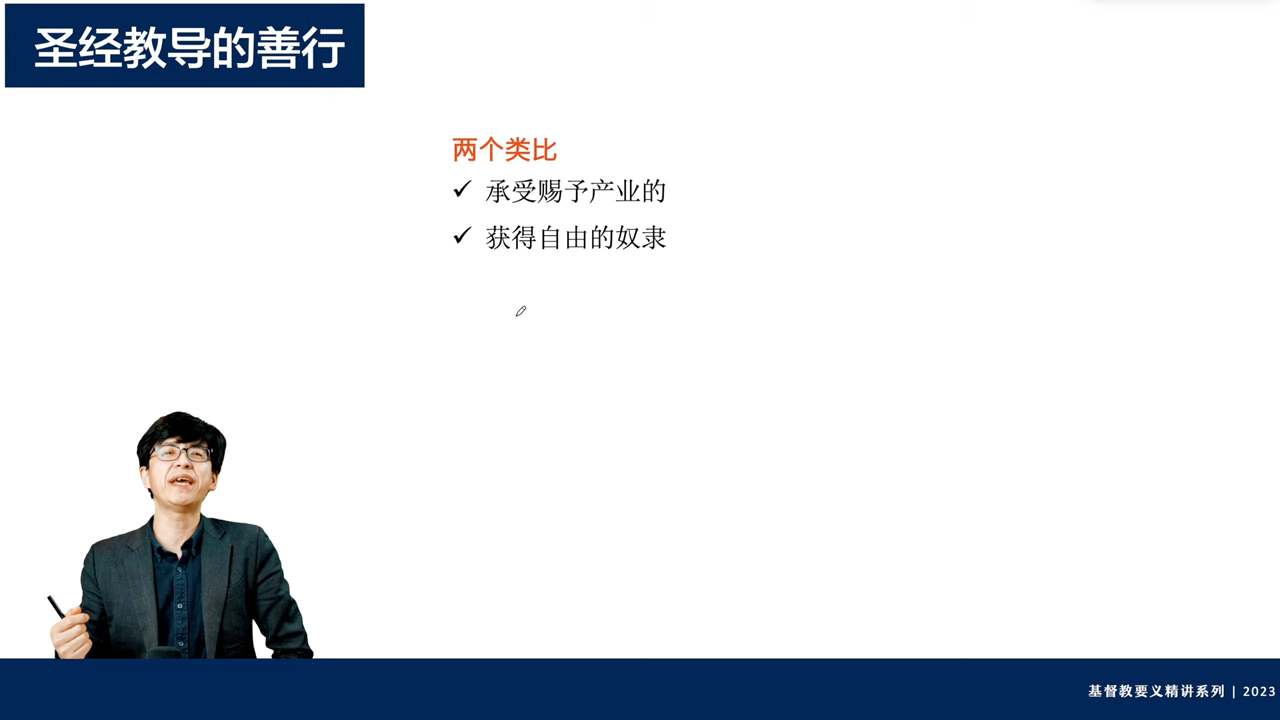 圣经教导的善行
两个类比
✓ 承受赐予产业的
✓ 获得自由的奴隶
基督教要义精讲系列 | 2023